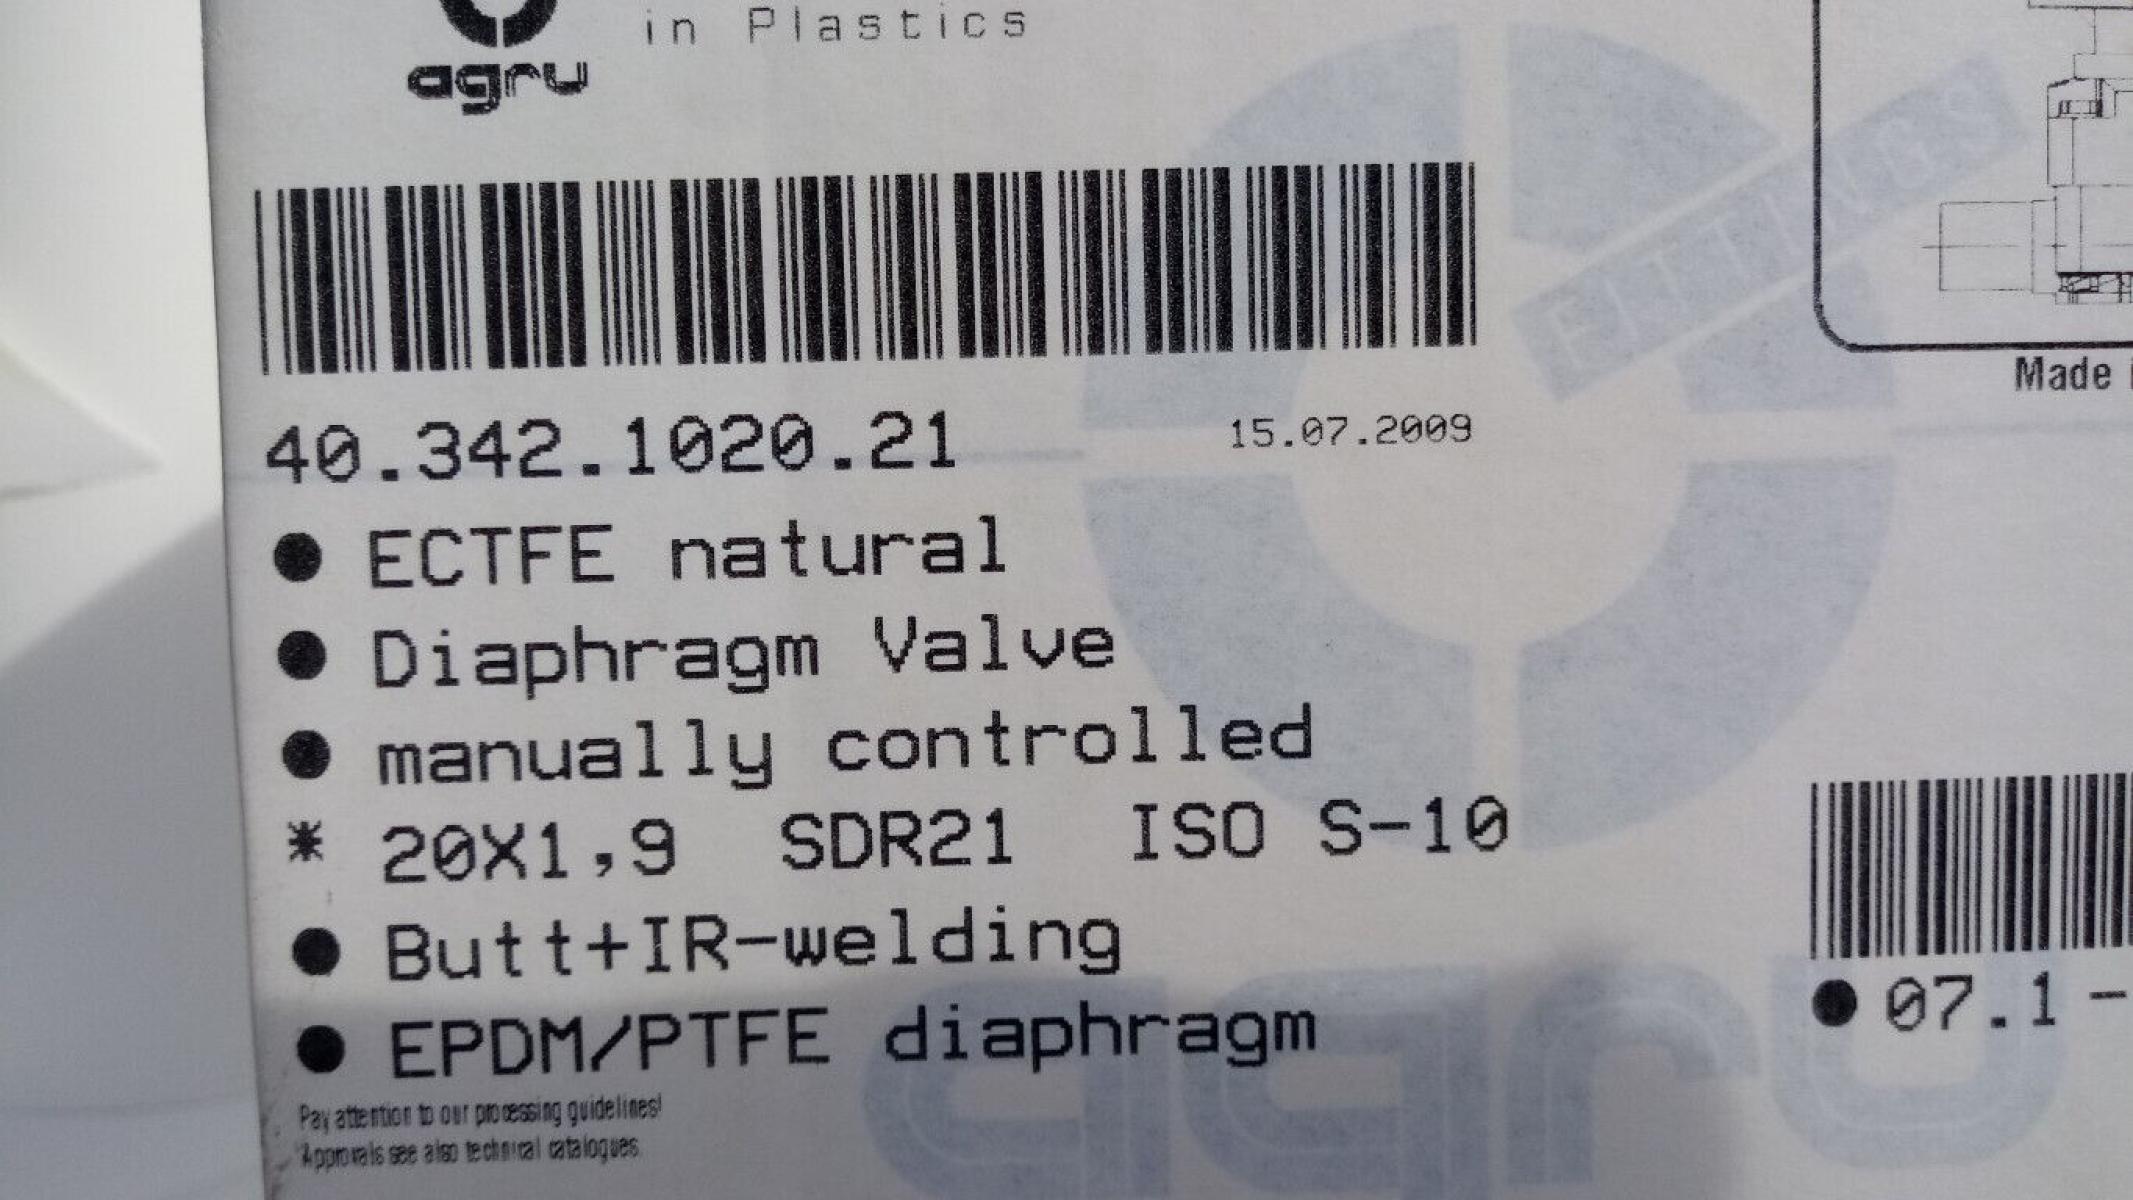 in Plastics
agru
FITTINGS
Made
40.342.1020.21
15.07.2009
● ECTFE natural
● Diaphragm Valve
● manually controlled
* 20X1,9 SDR21 ISO S-10
● Butt+IR-welding
● EPDM/PTFE diaphragm
● 07.1-
Pay attention to our processing guidelines!
Approvals see also technical catalogues.
agru